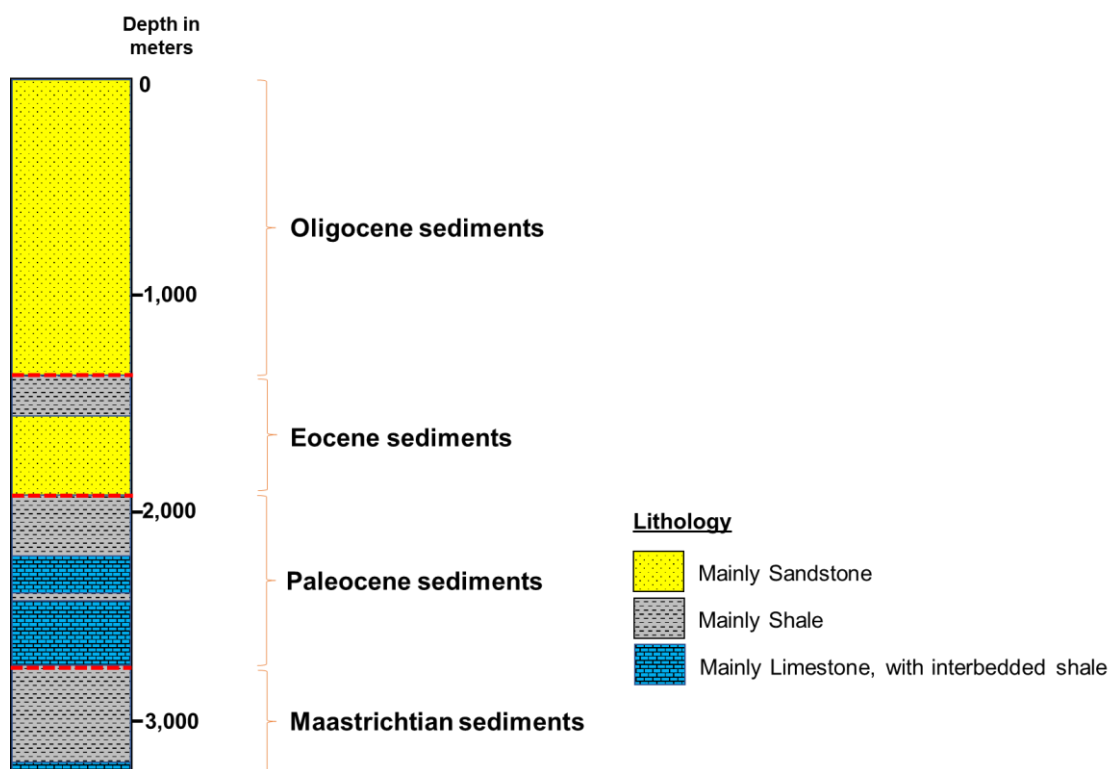 Depth in
meters
0
Oligocene sediments
1,000
Eocene sediments
2,000
Paleocene sediments
3,000
Maastrichtian sediments
Lithology
Mainly Sandstone
Mainly Shale
Mainly Limestone, with interbedded shale